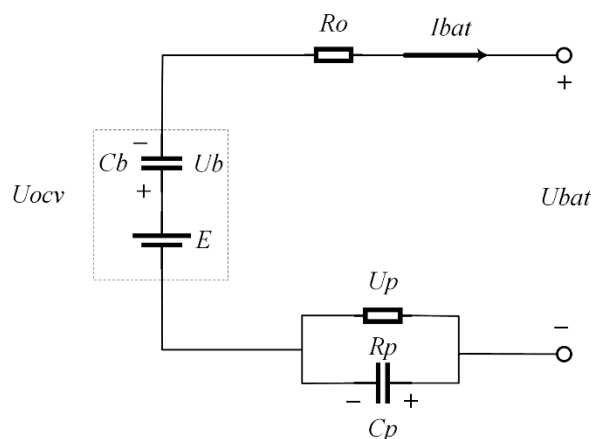 Ro
Ibat
+
−
Cb
Ub
Uocv
+
Ubat
E
Up
−
Rp
−
+
Cp